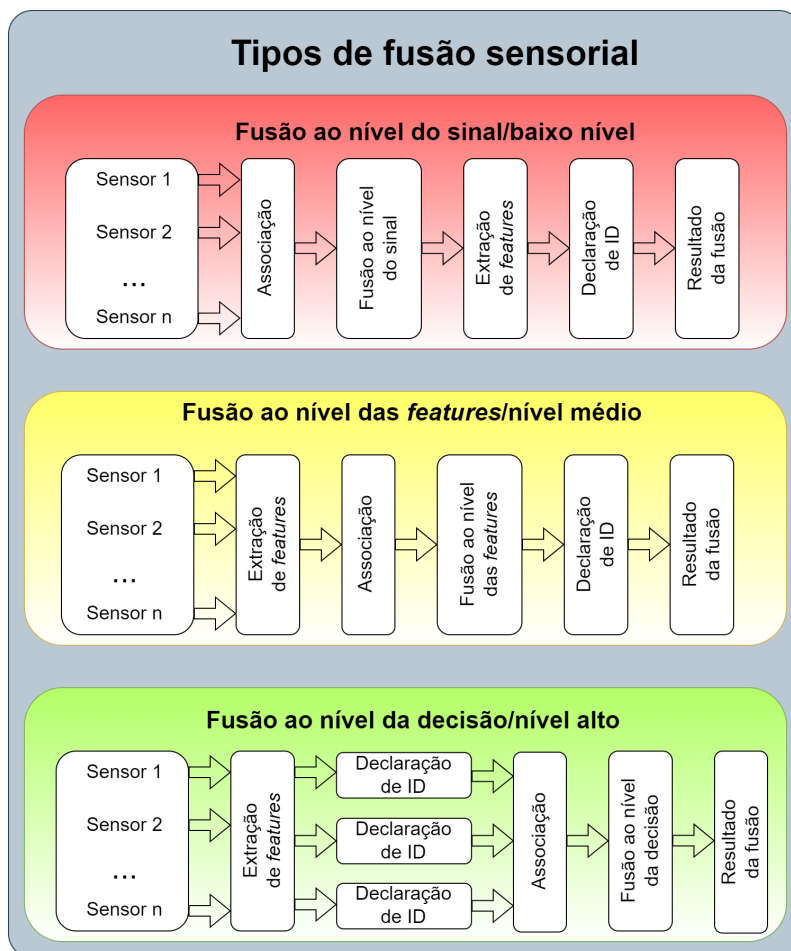 Tipos de fusão sensorial
Fusão ao nível do sinal/baixo nível
Sensor 1
Sensor 2
...
Sensor n
Associação
Fusão ao nível
do sinal
Extração
de features
Declaração
de ID
Resultado
da fusão
Fusão ao nível das features/nível médio
Sensor 1
Sensor 2
...
Sensor n
Extração
de features
Associação
Fusão ao nível
das features
Declaração
de ID
Resultado
da fusão
Fusão ao nível da decisão/nível alto
Sensor 1
Sensor 2
...
Sensor n
Extração
de features
Declaração
de ID
Declaração
de ID
Declaração
de ID
Associação
Fusão ao nível
da decisão
Resultado
da fusão